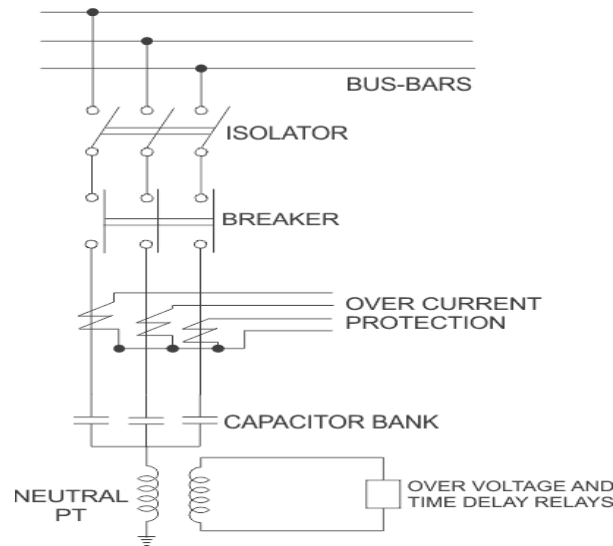 BUS-BARS
ISOLATOR
BREAKER
OVER CURRENT
PROTECTION
CAPACITOR BANK
NEUTRAL
PT
OVER VOLTAGE AND
TIME DELAY RELAYS